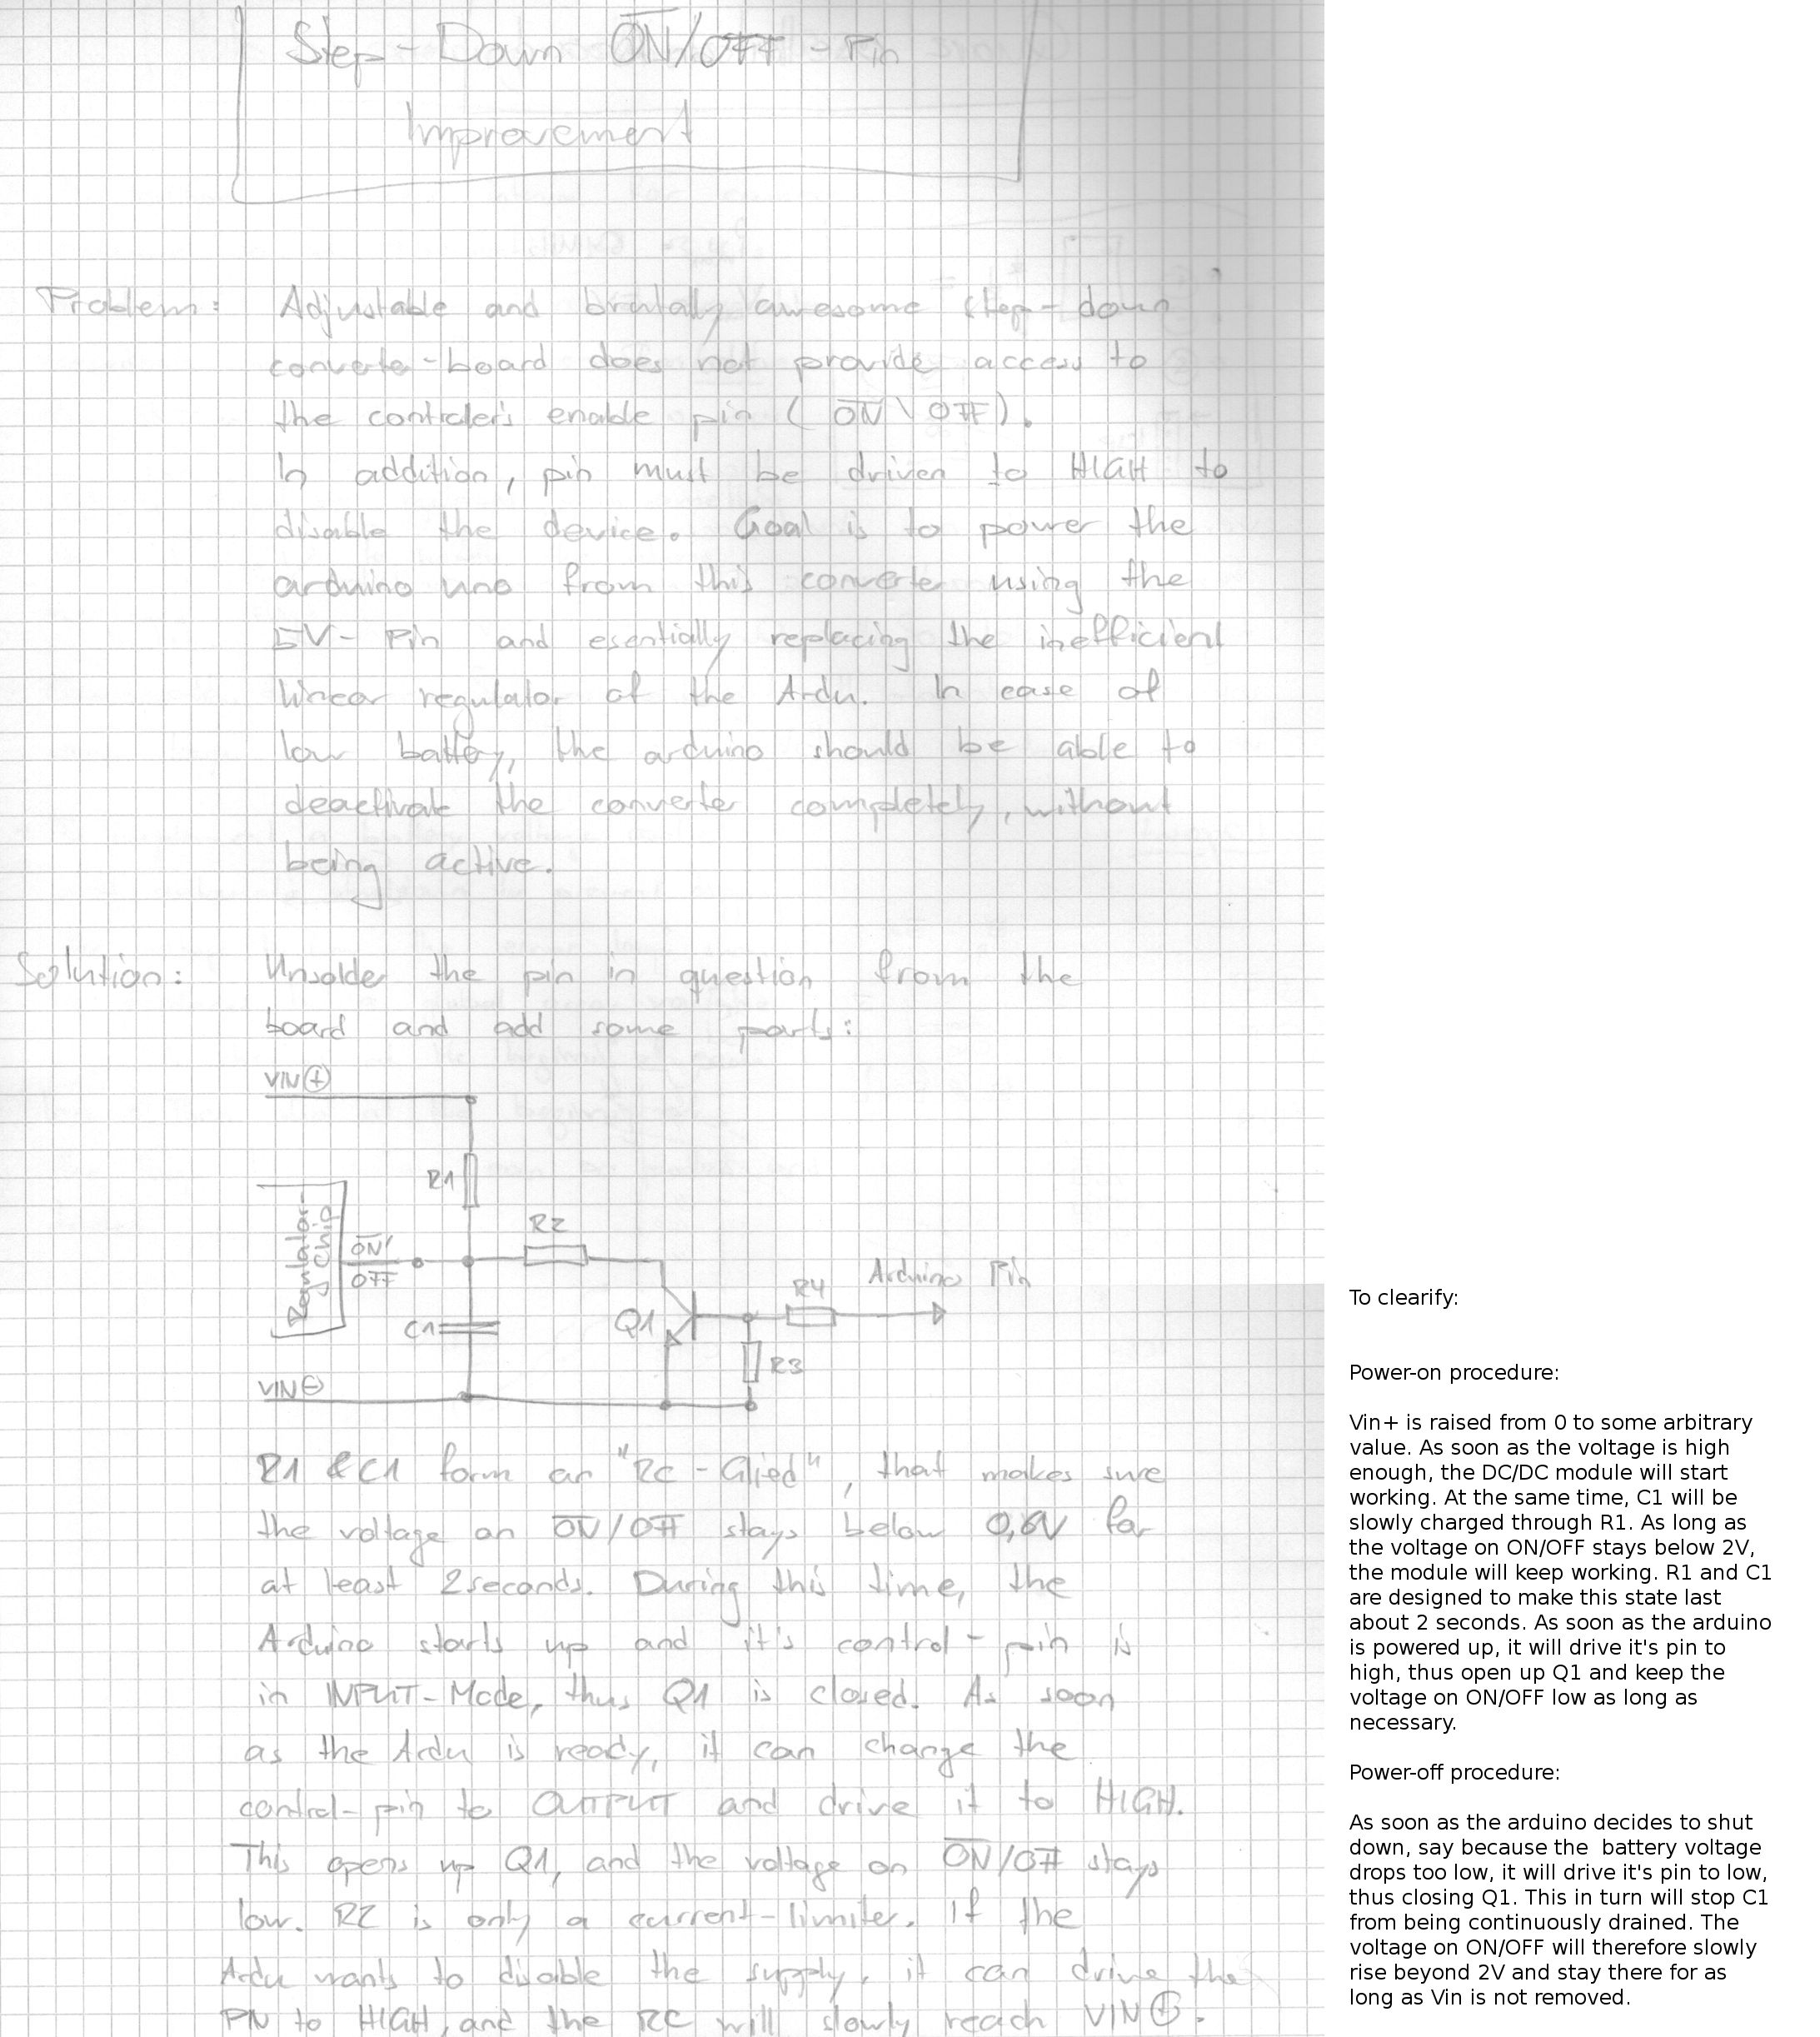 Step-Down ON/OFF-Pin
Improvement
Problem: Adjustable and brutally awesome step-down
converter-board does not provide access to
the contrlers enable pin ( ON\OFF).
In addition, pin must be driven to HIGH to
disable the device. Goal is to power the
arduino uno from this converter using the
5V-Pin and esentially replacing the inefficient
linear regulator of the Ardu. In case of
low battery, the arduino should be able to
deactivate the converter completely, without
being active.
Solution: Unsolder the pin in question from the
board and add some parts:
VIN⊕
R1
Regulator-
Chip
ON/
OFF
R2
Arduino Pin
R4
Q1
C1
R3
VIN⊖
R1 & C1 form an "RC-Glied", that makes sure
the voltage on ON/OFF stays below 0,6V for
at least 2seconds. During this time, the
Arduino starts up and it's control-pin is
in INPUT-Mode, thus Q1 is closed. As soon
as the Ardu is ready, it can change the
control-pin to OUTPUT and drive it to HIGH.
This opens up Q1, and the voltage on ON/OFF stays
low. R2 is only a current-limiter. If the
Ardu wants to disable the supply, it can drive the
PIN to HIGH, and the RC will slowly reach VIN⊕.
To clearify:
Power-on procedure:
Vin+ is raised from 0 to some arbitrary
value. As soon as the voltage is high
enough, the DC/DC module will start
working. At the same time, C1 will be
slowly charged through R1. As long as
the voltage on ON/OFF stays below 2V,
the module will keep working. R1 and C1
are designed to make this state last
about 2 seconds. As soon as the arduino
is powered up, it will drive it's pin to
high, thus open up Q1 and keep the
voltage on ON/OFF low as long as
necessary.
Power-off procedure:
As soon as the arduino decides to shut
down, say because the  battery voltage
drops too low, it will drive it's pin to low,
thus closing Q1. This in turn will stop C1
from being continuously drained. The
voltage on ON/OFF will therefore slowly
rise beyond 2V and stay there for as
long as Vin is not removed.